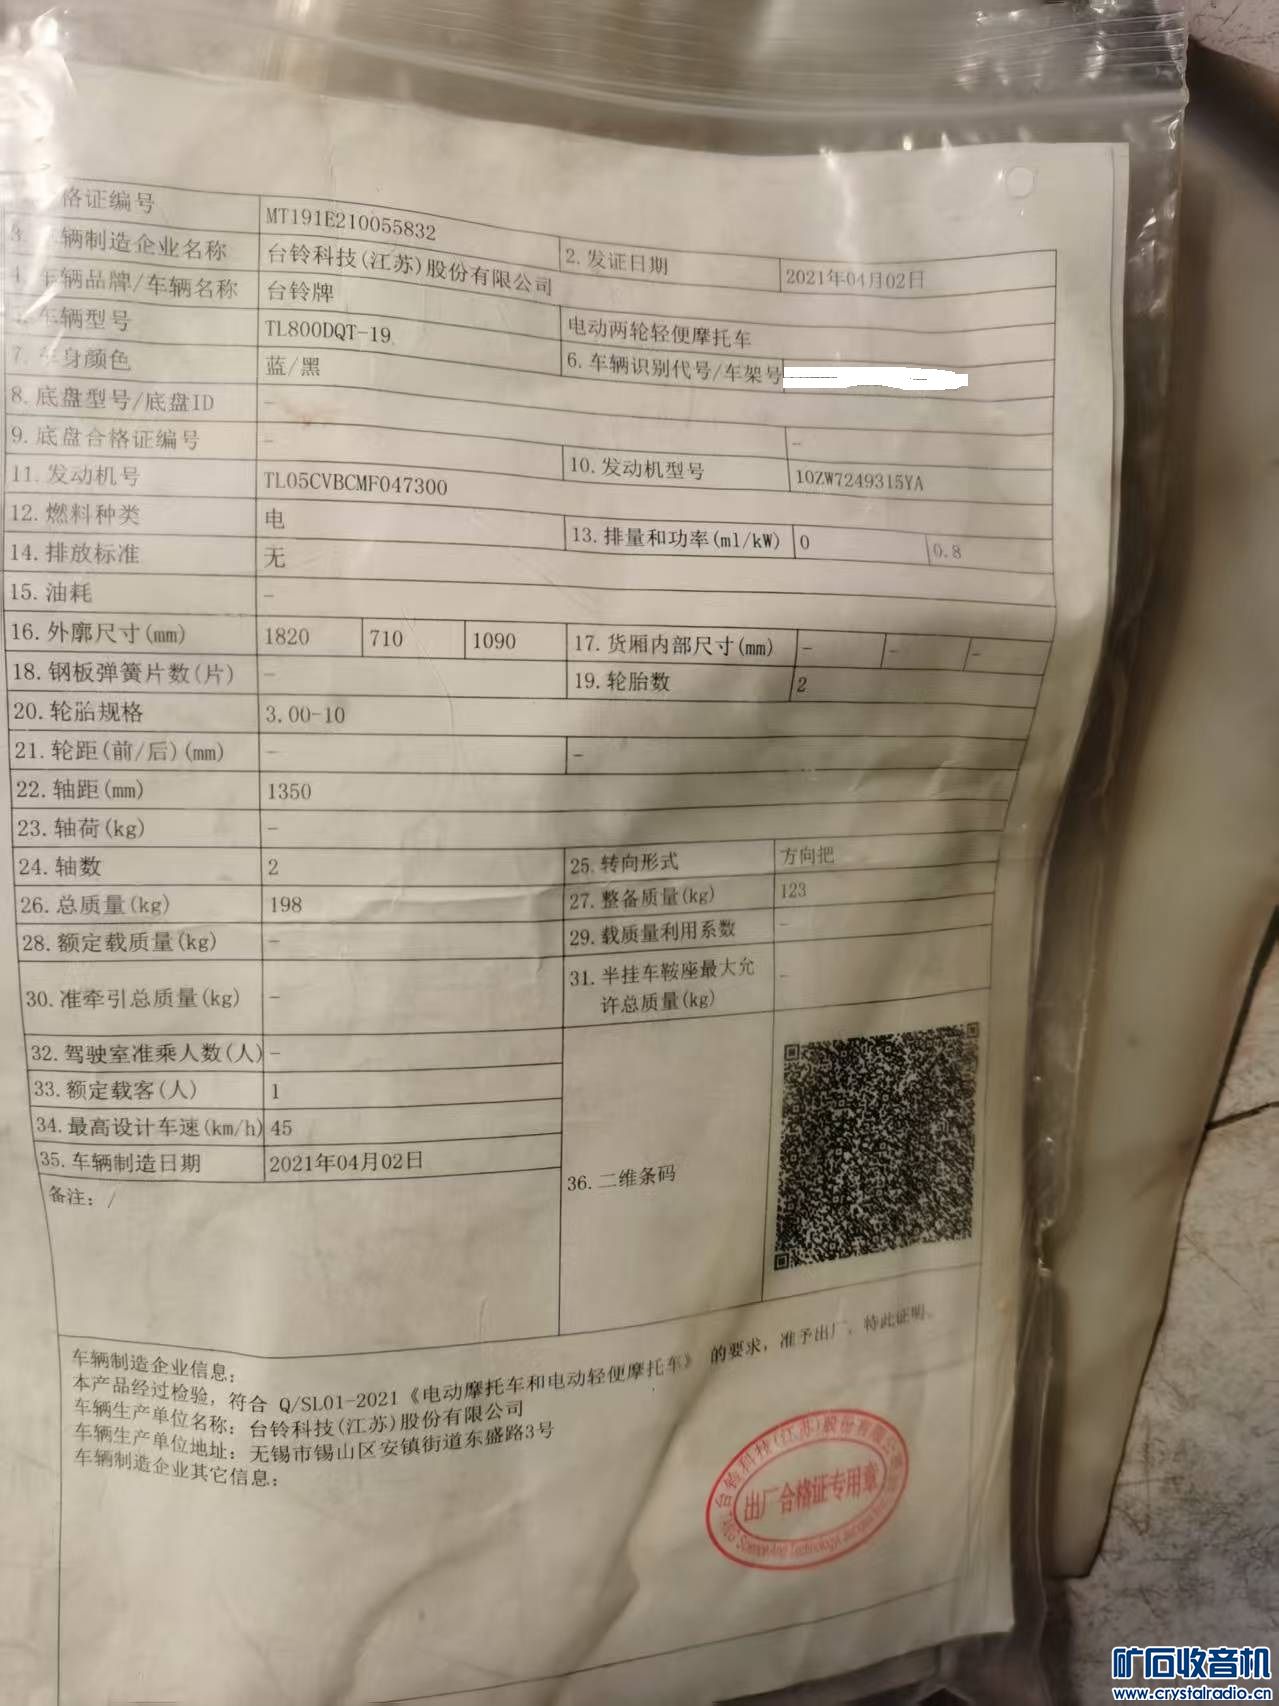 格证编号 MT191E210055832 2.发证日期 2021年04月02日
3. 车辆制造企业名称 台铃科技(江苏)股份有限公司
4.车辆品牌/车辆名称 台铃牌 电动两轮轻便摩托车
车辆型号 TL800DQT-19 6.车辆识别代号/车架号
7.车身颜色 蓝/黑
8.底盘型号/底盘ID -
9.底盘合格证编号 - -
11.发动机号 TL05CVBCMF047300 10.发动机型号 10ZW7249315YA
12.燃料种类 电 13.排量和功率(ml/kW) 0 0.8
14.排放标准 无
15.油耗 -
16.外廓尺寸(mm) 1820 710 1090 17.货厢内部尺寸(mm) - - -
18.钢板弹簧片数(片) - 19.轮胎数 2
20.轮胎规格 3.00-10
21.轮距(前/后)(mm) - -
22.轴距(mm) 1350
23.轴荷(kg) -
24.轴数 2 25.转向形式 方向把
26.总质量(kg) 198 27.整备质量(kg) 123
28.额定载质量(kg) - 29.载质量利用系数 -
30.准牵引总质量(kg) - 31.半挂车鞍座最大允
许总质量(kg) -
32.驾驶室准乘人数(人) -
33.额定载客(人) 1
34.最高设计车速(km/h) 45
35.车辆制造日期 2021年04月02日
36.二维条码
备注: /
车辆制造企业信息:
本产品经过检验, 符合 Q/SL01-2021《电动摩托车和电动轻便摩托车》 的要求, 准予出厂, 特此证明.
车辆生产单位名称: 台铃科技(江苏)股份有限公司
车辆生产单位地址: 无锡市锡山区安镇街道东盛路3号
车辆制造企业其它信息:
台铃科技(江苏)股份有限公司
出厂合格证专用章
矿石收音机
www.crystalradio.cn